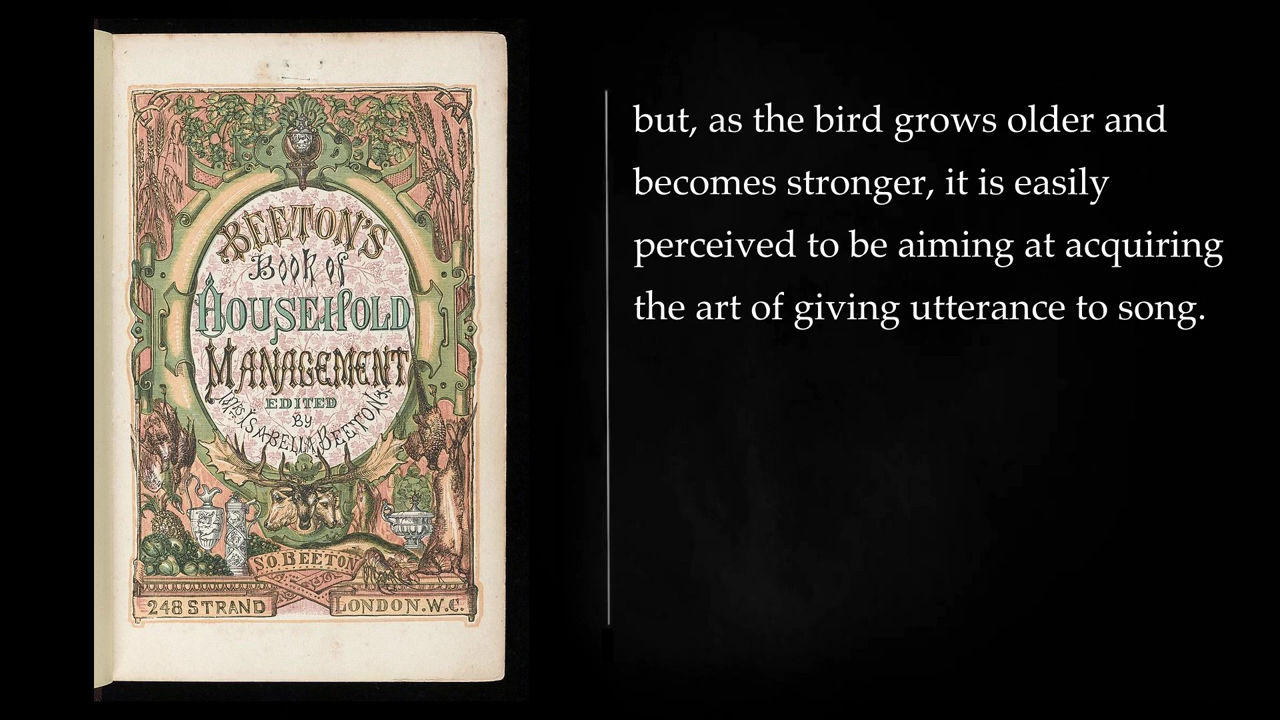 BEETON'S
Book of
HOUSEHOLD
MANAGEMENT
EDITED
BY
MRS ISABELLA BEETON
S.O. BEETON
248 STRAND
LONDON. W.C.
but, as the bird grows older and
becomes stronger, it is easily
perceived to be aiming at acquiring
the art of giving utterance to song.